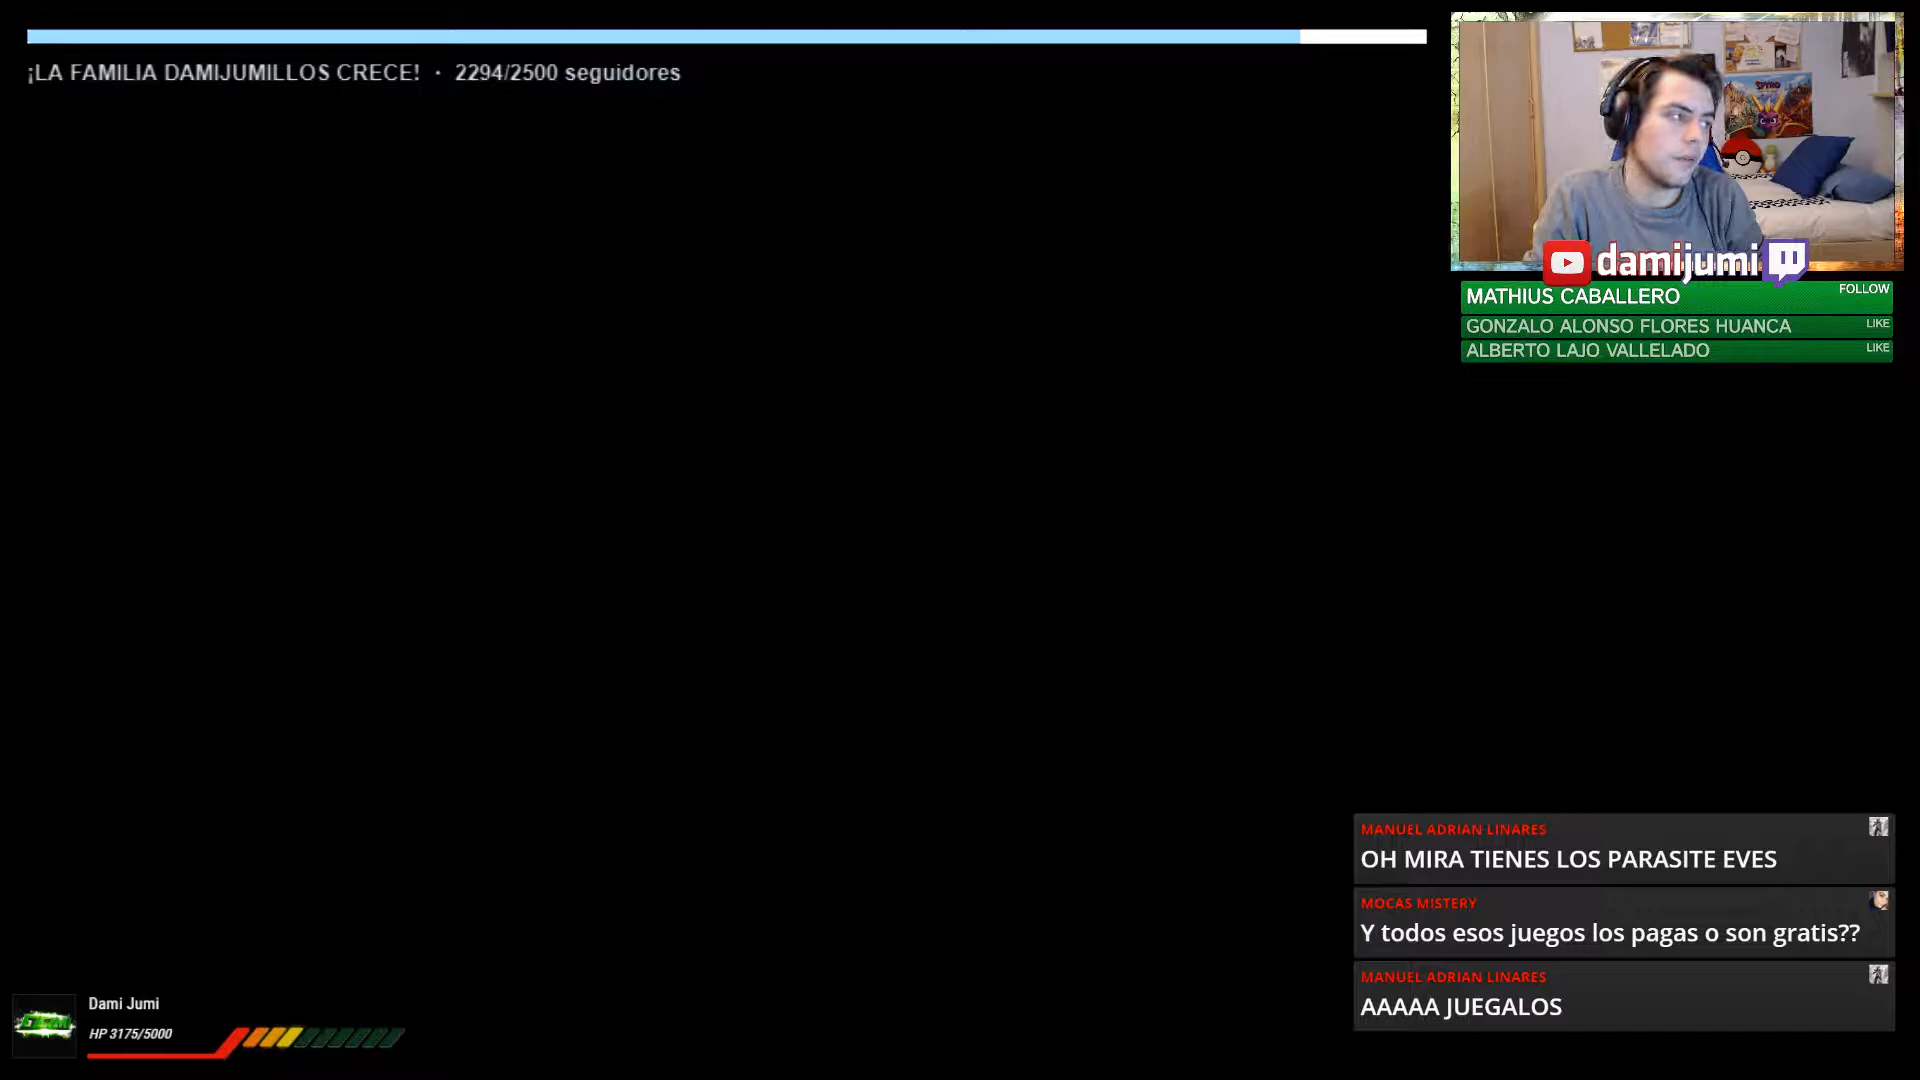 ¡LA FAMILIA DAMIJUMILLOS CRECE! · 2294/2500 seguidores
SPYRO
damijumi
MATHIUS CABALLERO FOLLOW
GONZALO ALONSO FLORES HUANCA LIKE
ALBERTO LAJO VALLELADO LIKE
MANUEL ADRIAN LINARES
OH MIRA TIENES LOS PARASITE EVES
MOCAS MISTERY
Y todos esos juegos los pagas o son gratis??
MANUEL ADRIAN LINARES
AAAAA JUEGALOS
Dami Jumi
HP 3175/5000